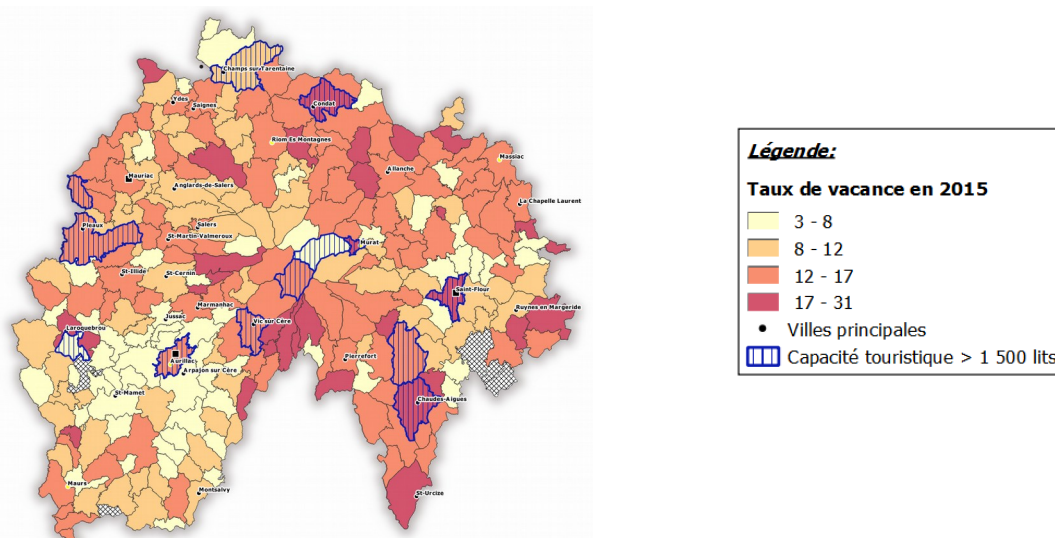 Champs sur Tarentaine
Condat
Ydes
Saignes
Riom Es Montagnes
Massiac
Allanche
Mauriac
Anglards-de-Salers
La Chapelle Laurent
Pleaux
Salers
St-Martin-Valmeroux
Murat
St-Illide
St-Cernin
Saint-Flour
Marmanhac
Ruynes en Margeride
Jussac
Vic sur Cère
Laroquebrou
Aurillac
Pierrefort
Arpajon sur Cère
St-Mamet
Chaudes-Aigues
Maurs
Montsalvy
St-Urcize
Légende:
Taux de vacance en 2015
3 - 8
8 - 12
12 - 17
17 - 31
Villes principales
Capacité touristique > 1 500 lits